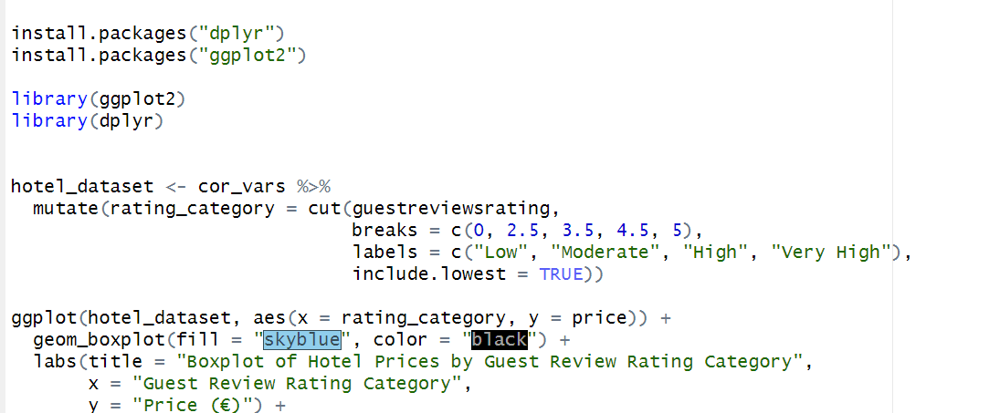 install.packages("dplyr")
install.packages("ggplot2")
library(ggplot2)
library(dplyr)
hotel_dataset <- cor_vars %>%
  mutate(rating_category = cut(guestreviewsrating,
                               breaks = c(0, 2.5, 3.5, 4.5, 5),
                               labels = c("Low", "Moderate", "High", "Very High"),
                               include.lowest = TRUE))
ggplot(hotel_dataset, aes(x = rating_category, y = price)) +
  geom_boxplot(fill = "skyblue", color = "black") +
  labs(title = "Boxplot of Hotel Prices by Guest Review Rating Category",
       x = "Guest Review Rating Category",
       y = "Price (€)") +